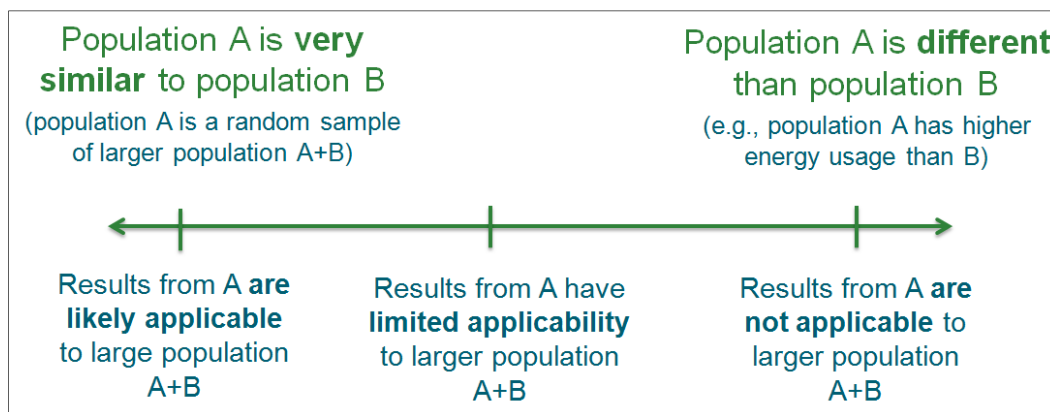 Population A is very
similar to population B
(population A is a random sample
of larger population A+B)
Population A is different
than population B
(e.g., population A has higher
energy usage than B)
Results from A are
likely applicable
to large population
A+B
Results from A have
limited applicability
to larger population
A+B
Results from A are
not applicable to
larger population
A+B